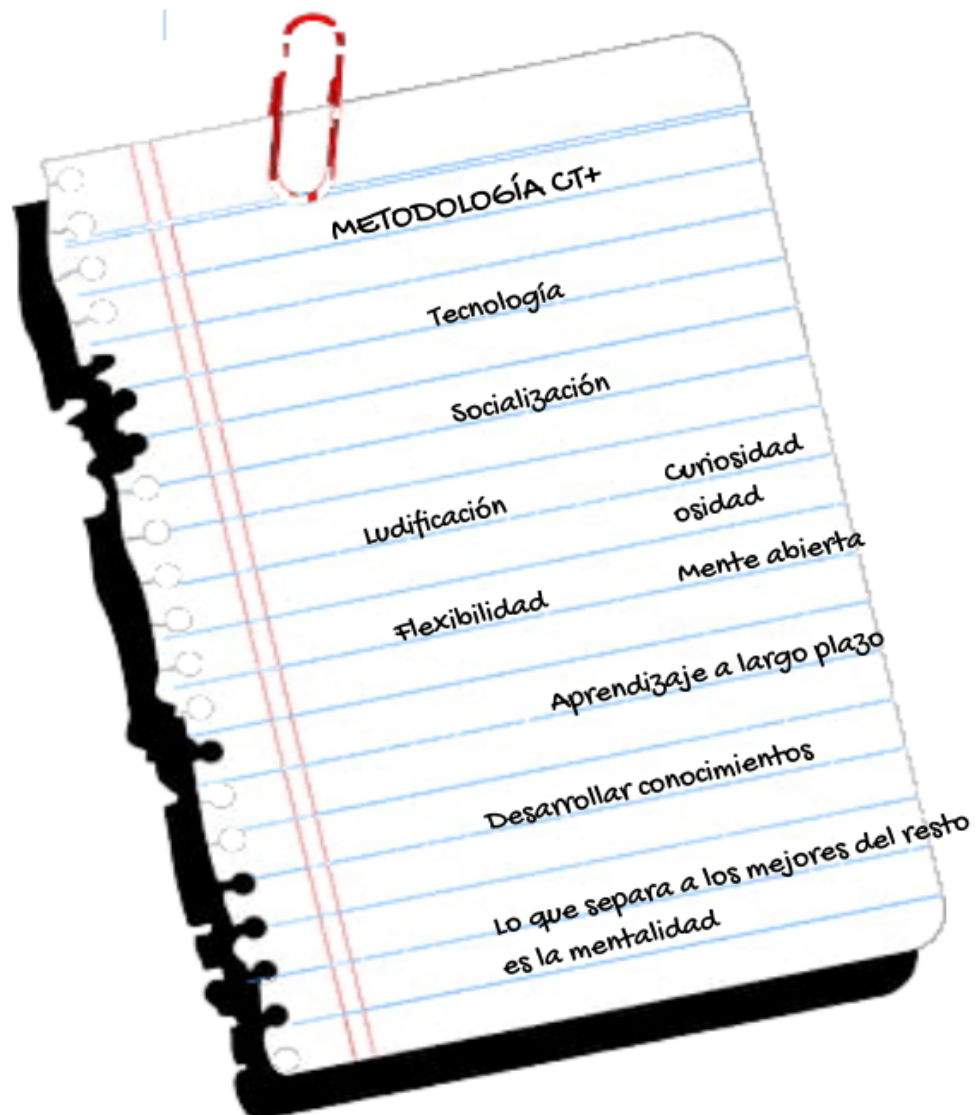 METODOLOGÍA CT+
Tecnología
Socialización
Curiosidad
osidad
Ludificación
Mente abierta
Flexibilidad
Aprendizaje a largo plazo
Desarrollar conocimientos
Lo que separa a los mejores del resto
es la mentalidad